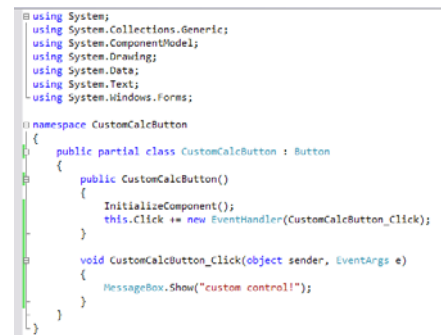 using System;
using System.Collections.Generic;
using System.ComponentModel;
using System.Drawing;
using System.Data;
using System.Text;
using System.Windows.Forms;
namespace CustomCalcButton
{
public partial class CustomCalcButton : Button
{
public CustomCalcButton()
{
InitializeComponent();
this.Click += new EventHandler(CustomCalcButton_Click);
}
void CustomCalcButton_Click(object sender, EventArgs e)
{
MessageBox.Show("custom control!");
}
}
}